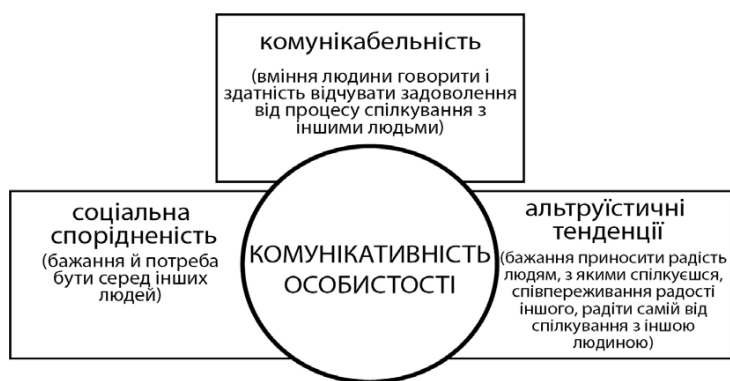 комунікабельність
(вміння людини говорити і
здатність відчувати задоволення
від процесу спілкування з
іншими людьми)
соціальна
спорідненість
(бажання й потреба
бути серед інших
людей)
КОМУНІКАТИВНІСТЬ
ОСОБИСТОСТІ
альтруїстичні
тенденції
(бажання приносити радість
людям, з якими спілкуєшся,
співпереживання радості
іншого, радіти самій від
спілкування з іншою
людиною)